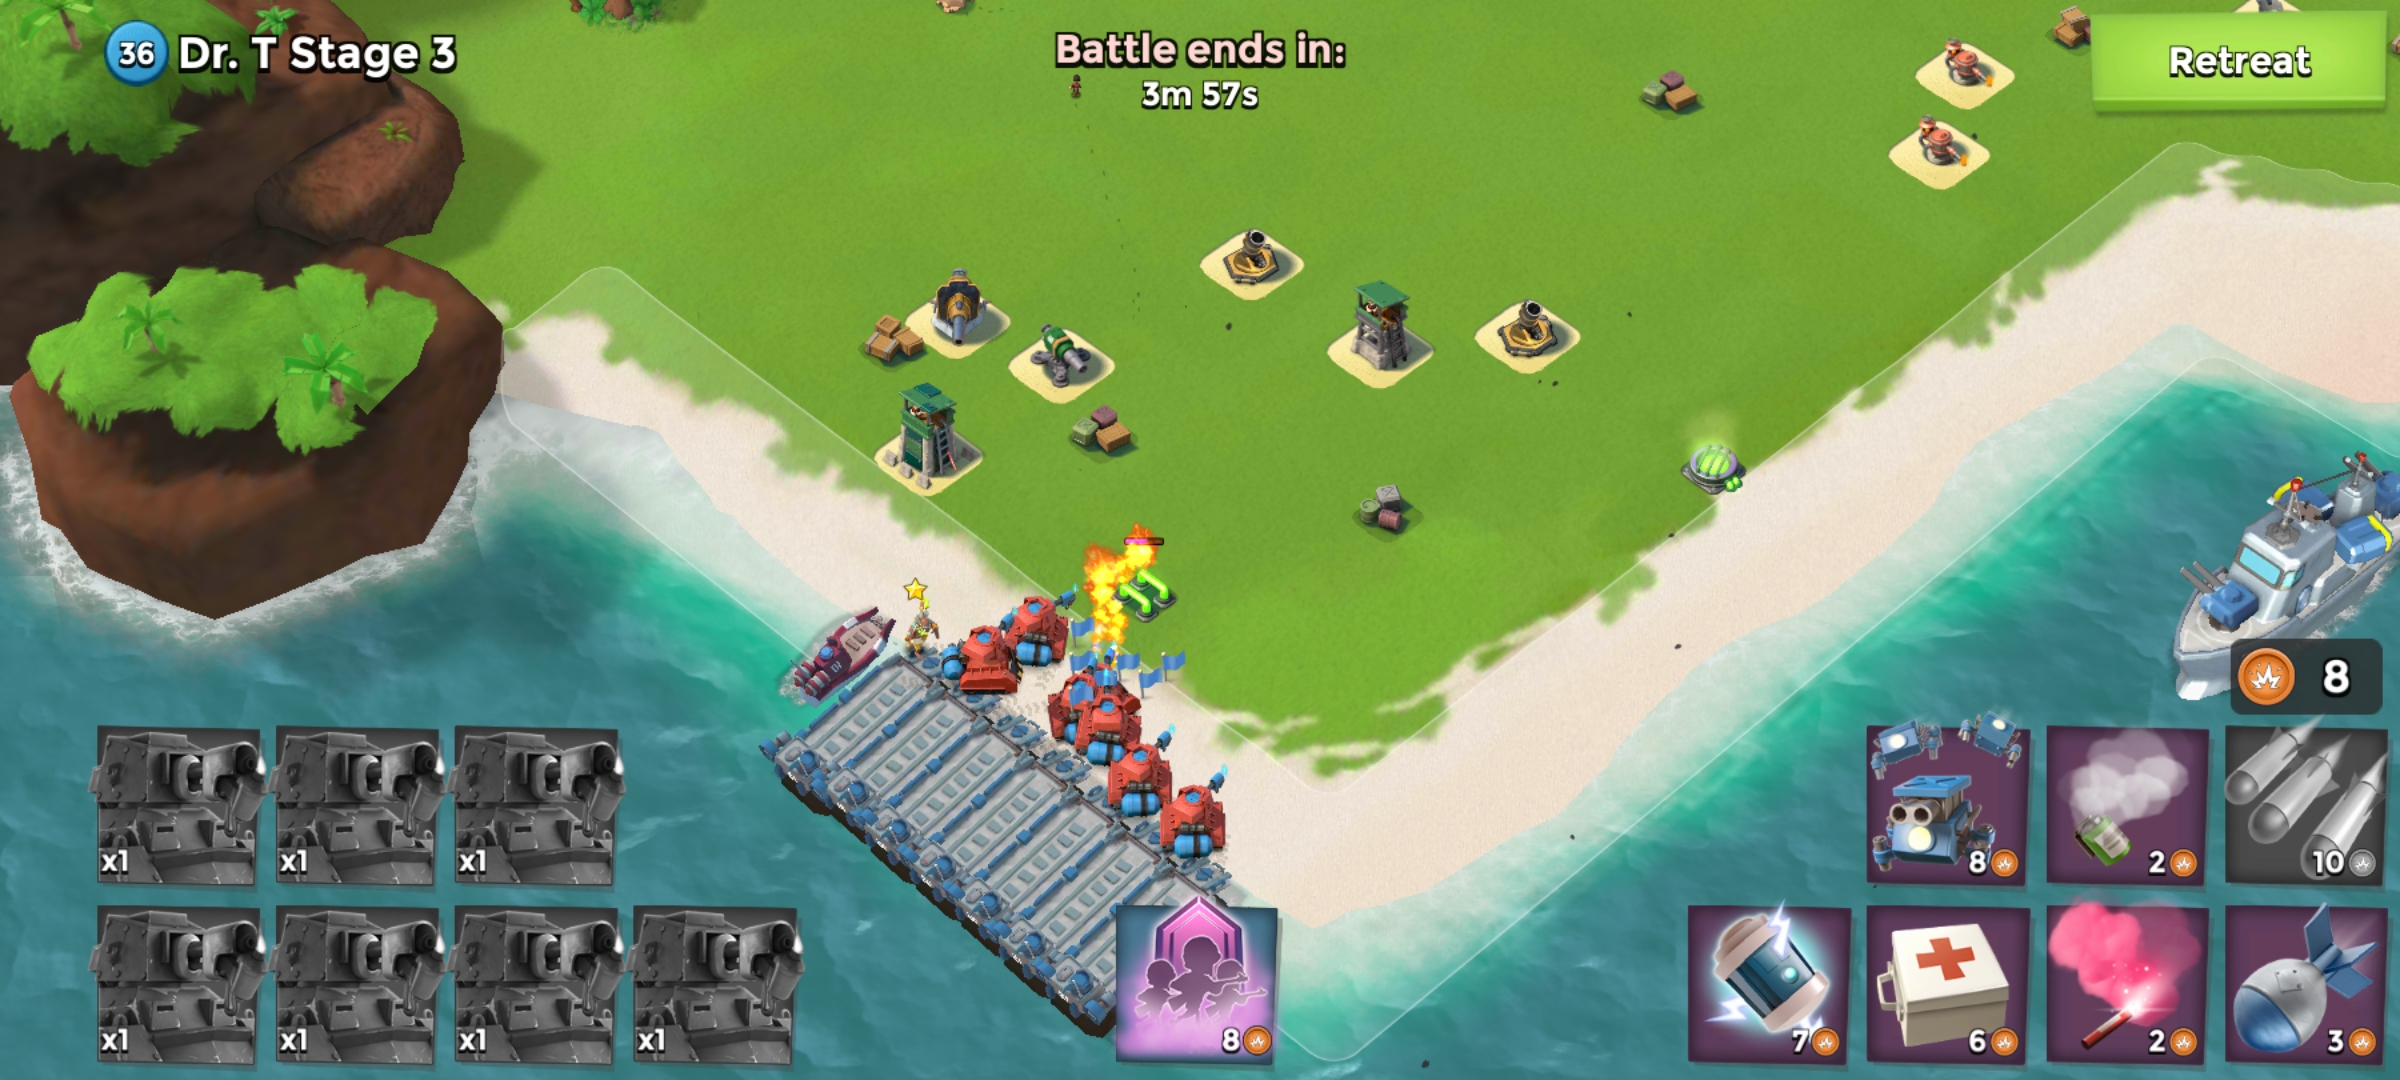 36 Dr. T Stage 3
Battle ends in:
3m 57s
Retreat
8
x1 x1 x1
8 2 10
x1 x1 x1 x1
8
7 6 2 3